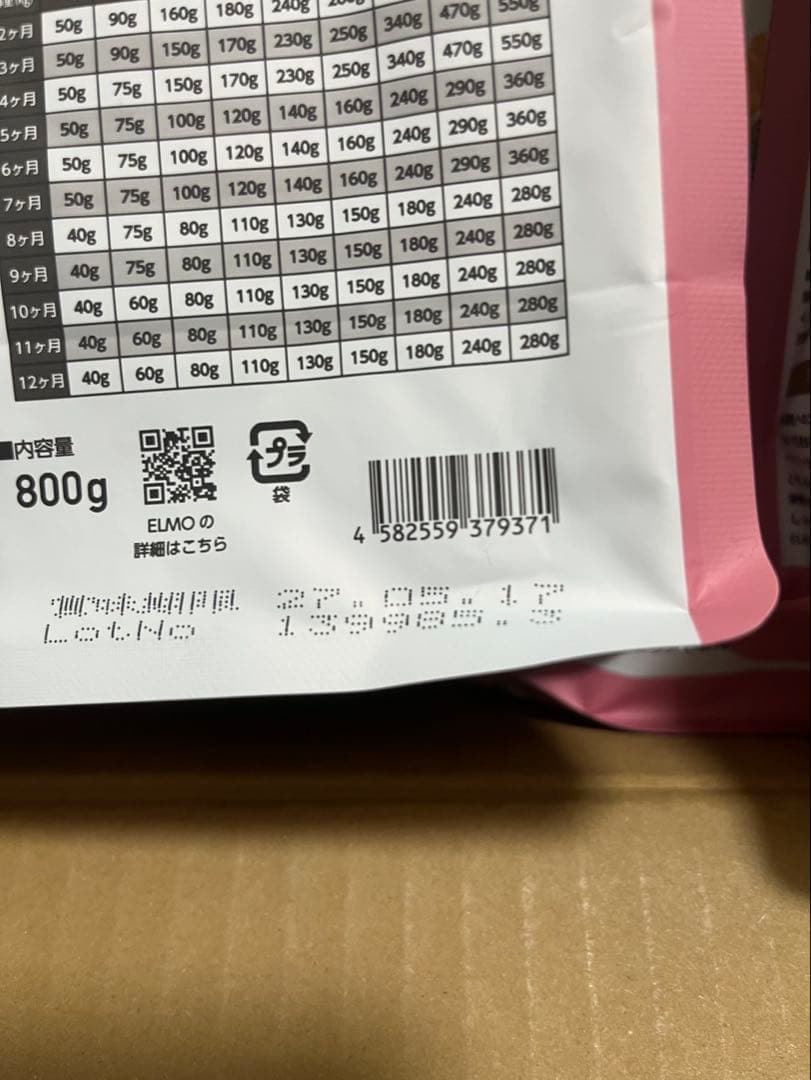 2ヶ月 50g 90g 160g 180g 240g 340g 470g 550g
3ヶ月 50g 90g 150g 170g 230g 250g 340g 470g 550g
4ヶ月 50g 75g 150g 170g 230g 250g 340g 470g 550g
5ヶ月 50g 75g 100g 120g 140g 160g 240g 290g 360g
6ヶ月 50g 75g 100g 120g 140g 160g 240g 290g 360g
7ヶ月 50g 75g 100g 120g 140g 160g 240g 290g 360g
8ヶ月 40g 75g 80g 110g 130g 150g 180g 240g 280g
9ヶ月 40g 75g 80g 110g 130g 150g 180g 240g 280g
10ヶ月 40g 60g 80g 110g 130g 150g 180g 240g 280g
11ヶ月 40g 60g 80g 110g 130g 150g 180g 240g 280g
12ヶ月 40g 60g 80g 110g 130g 150g 180g 240g 280g
■内容量
800g
ELMOの
詳細はこちら
プラ
袋
4 582559 379371
賞味期限 27.05.17
LotNo 139985.3